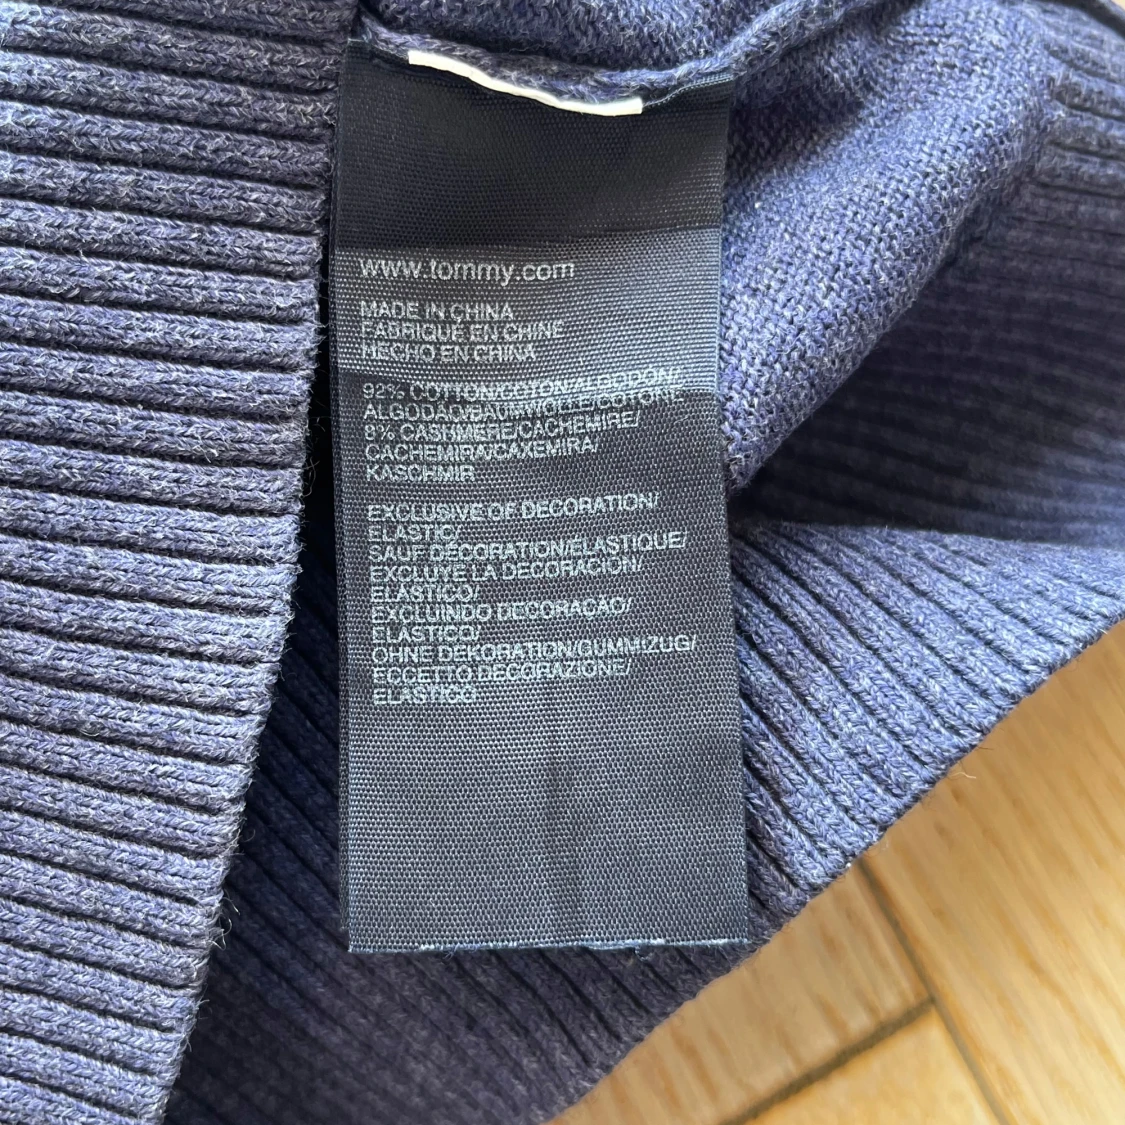 www.tommy.com
MADE IN CHINA
FABRIQUE EN CHINE
HECHO EN CHINA
92% COTTON/COTON/ALGODON/
ALGODÃO/BAUMWOLLE/COTONE
8% CASHMERE/CACHEMIRE/
CACHEMIRA/CAXEMIRA/
KASCHMIR
EXCLUSIVE OF DECORATION/
ELASTIC/
SAUF DÉCORATION/ÉLASTIQUE/
EXCLUYE LA DECORACIÓN/
ELÁSTICO/
EXCLUINDO DECORAÇÃO/
ELÁSTICO/
OHNE DEKORATION/GUMMIZUG/
ECCETTO DECORAZIONE/
ELASTICO